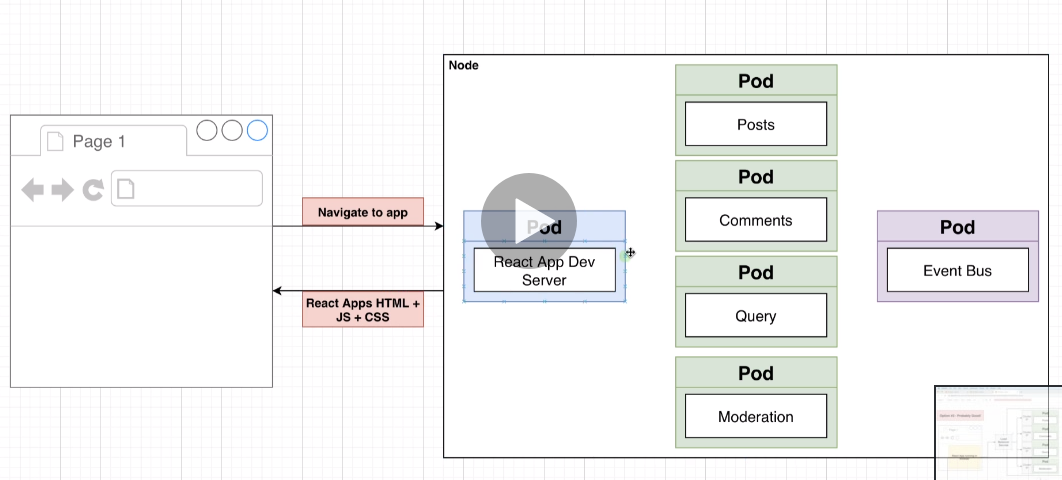 Node
Page 1
Navigate to app
React Apps HTML +
JS + CSS
Pod
React App Dev
Server
Pod
Posts
Pod
Comments
Pod
Query
Pod
Moderation
Pod
Event Bus